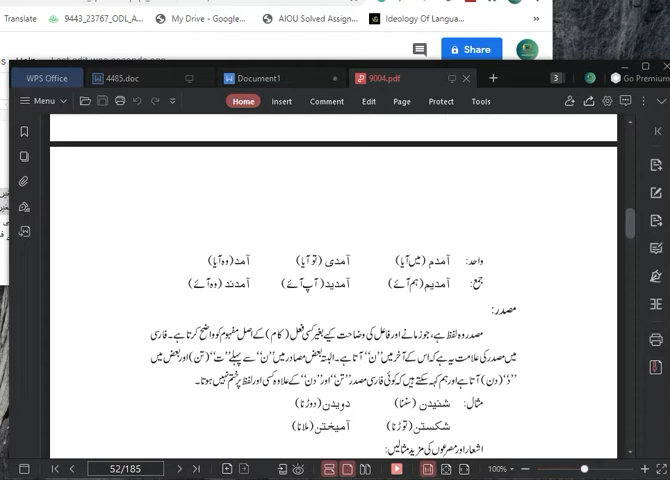 Translate 9443_23767_ODL_A... My Drive - Google... AIOU Solved Assign... Ideology Of Langua... »
Share
WPS Office 4485.doc Document1 9004.pdf + 3 Go Premium
Menu Home Insert Comment Edit Page Protect Tools
واحد: آمدم (میں آیا) آمدی (تو آیا) آمد (وہ آیا)
جمع: آمدیم (ہم آئے) آمدید (آپ آئے) آمدند (وہ آئے)
مصدر:
مصدر وہ لفظ ہے، جو زمانے اور فاعل کی وضاحت کیے بغیر کسی فعل (کام) کے اصل مفہوم کو واضح کرتا ہے۔ فارسی
میں مصدر کی علامت یہ ہے کہ اس کے آخر میں ”ن“ آتا ہے۔ البتہ بعض مصادر میں ”ن“ سے پہلے ”ت“ (تن) اور بعض میں
”د“ (دن) آتا ہے اور ہم کہہ سکتے ہیں کہ کوئی فارسی مصدر ”تن“ اور ”دن“ کے علاوہ کسی اور لفظ پر ختم نہیں ہوتا۔
مثال: شنیدن (سننا) دویدن (دوڑنا)
شکستن (توڑنا) آمیختن (ملانا)
اشعار اور مصرعوں کی مزید مثالیں:
52/185 100%